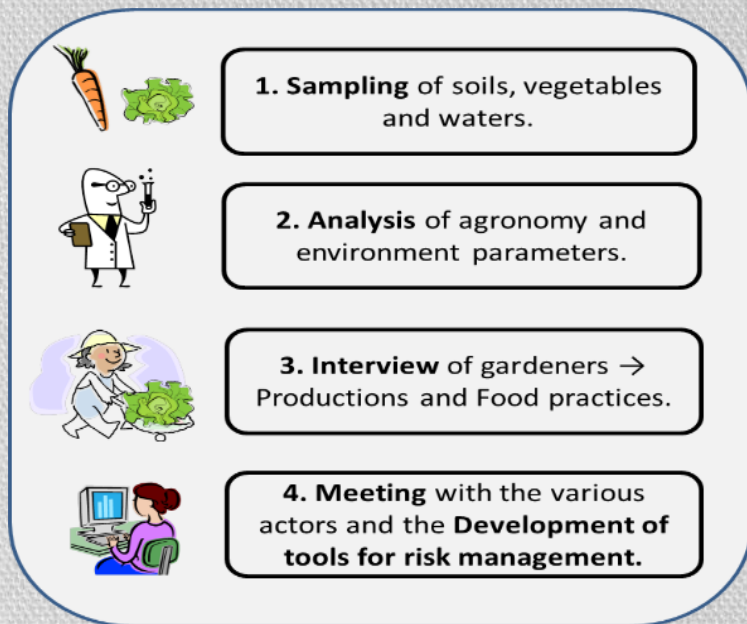 1. Sampling of soils, vegetables
and waters.
2. Analysis of agronomy and
environment parameters.
3. Interview of gardeners →
Productions and Food practices.
4. Meeting with the various
actors and the Development of
tools for risk management.